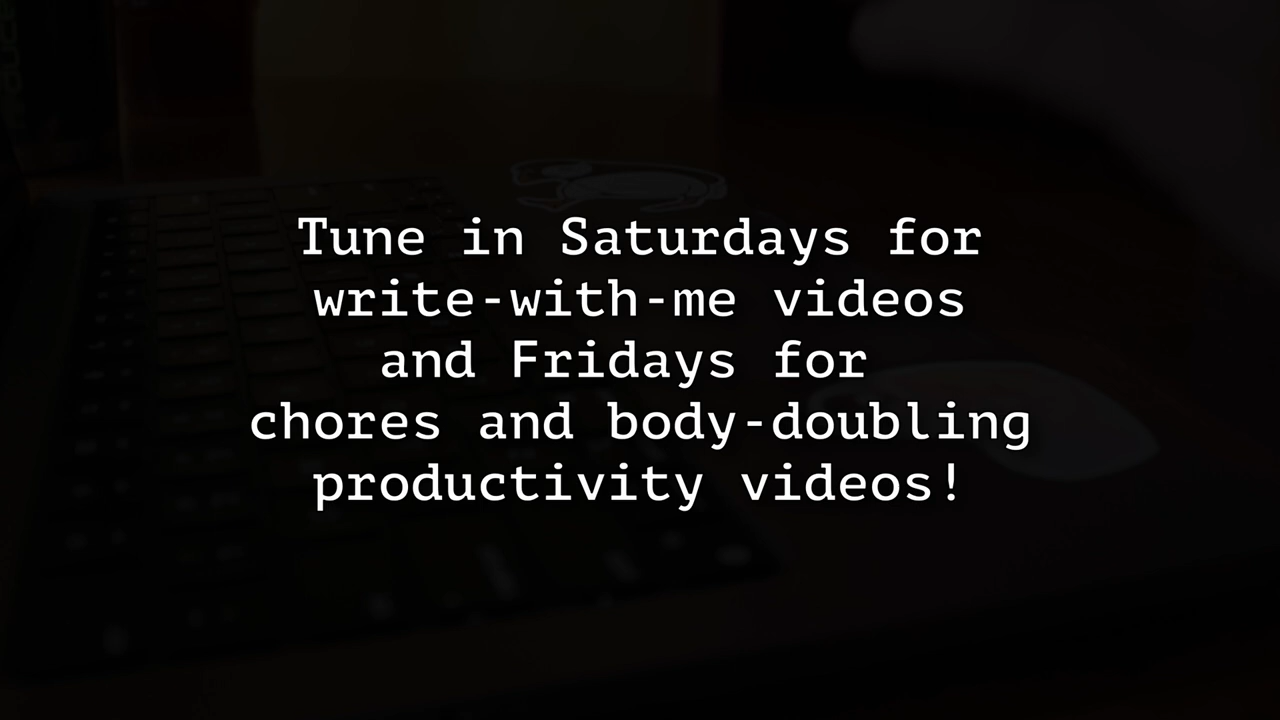 Tune in Saturdays for
write-with-me videos
and Fridays for
chores and body-doubling
productivity videos!